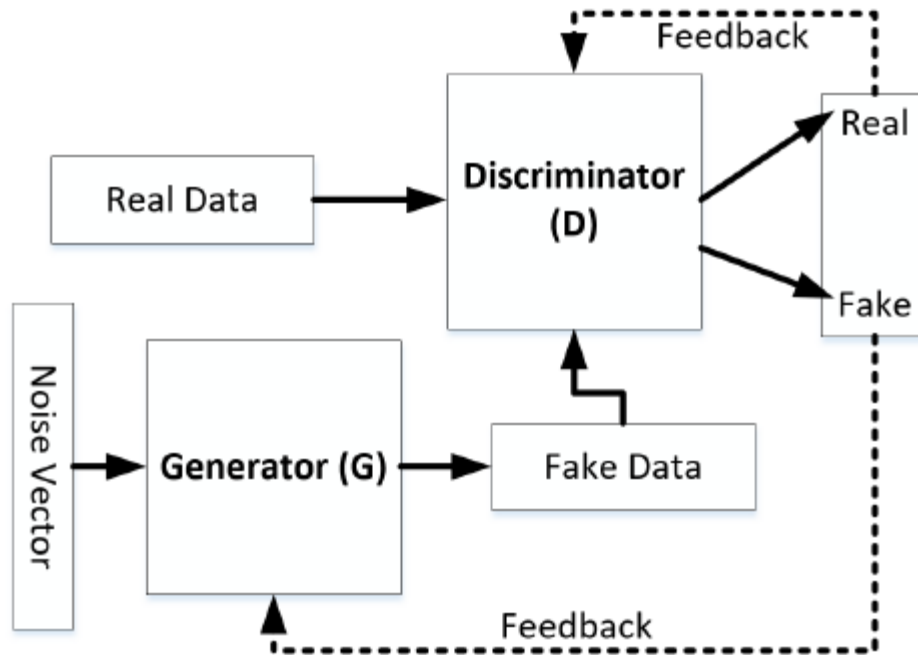 Feedback
Real
Real Data
Discriminator
(D)
Fake
Noise Vector
Generator (G)
Fake Data
Feedback